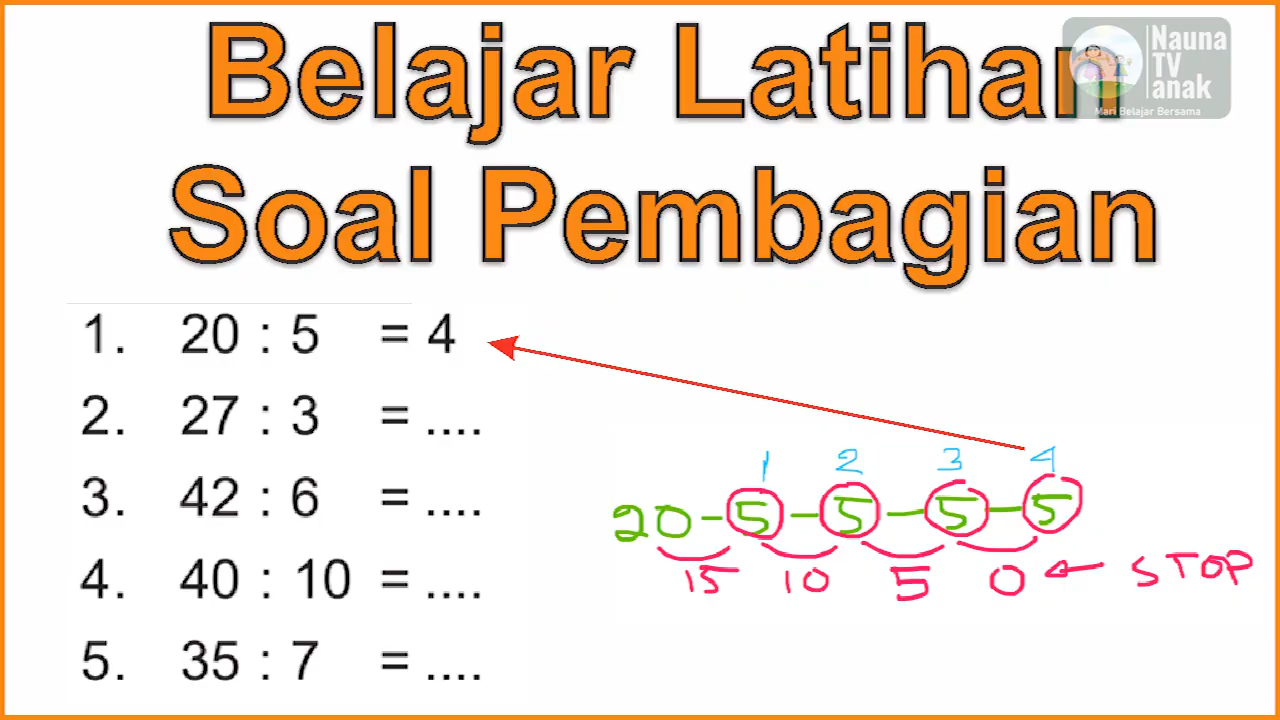 Belajar Latihan
Soal Pembagian
Nauna
TV
anak
Mari Belajar Bersama
1. 20 : 5 = 4
2. 27 : 3 = ....
3. 42 : 6 = ....
4. 40 : 10 = ....
5. 35 : 7 = ....
1 2 3 4
20 - 5 - 5 - 5 - 5
15 10 5 0 ← STOP